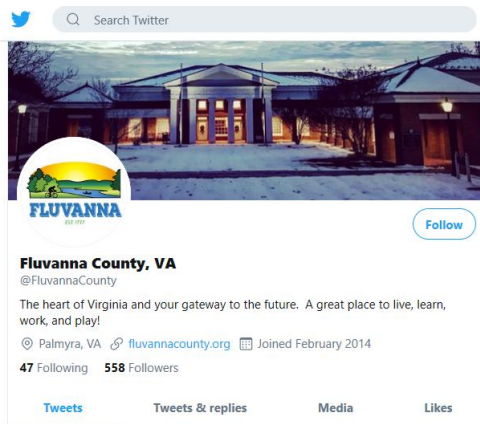 Search Twitter
FLUVANNA
EST 1777
Follow
Fluvanna County, VA
@FluvannaCounty
The heart of Virginia and your gateway to the future. A great place to live, learn,
work, and play!
Palmyra, VA fluvannacounty.org Joined February 2014
47 Following 558 Followers
Tweets Tweets & replies Media Likes